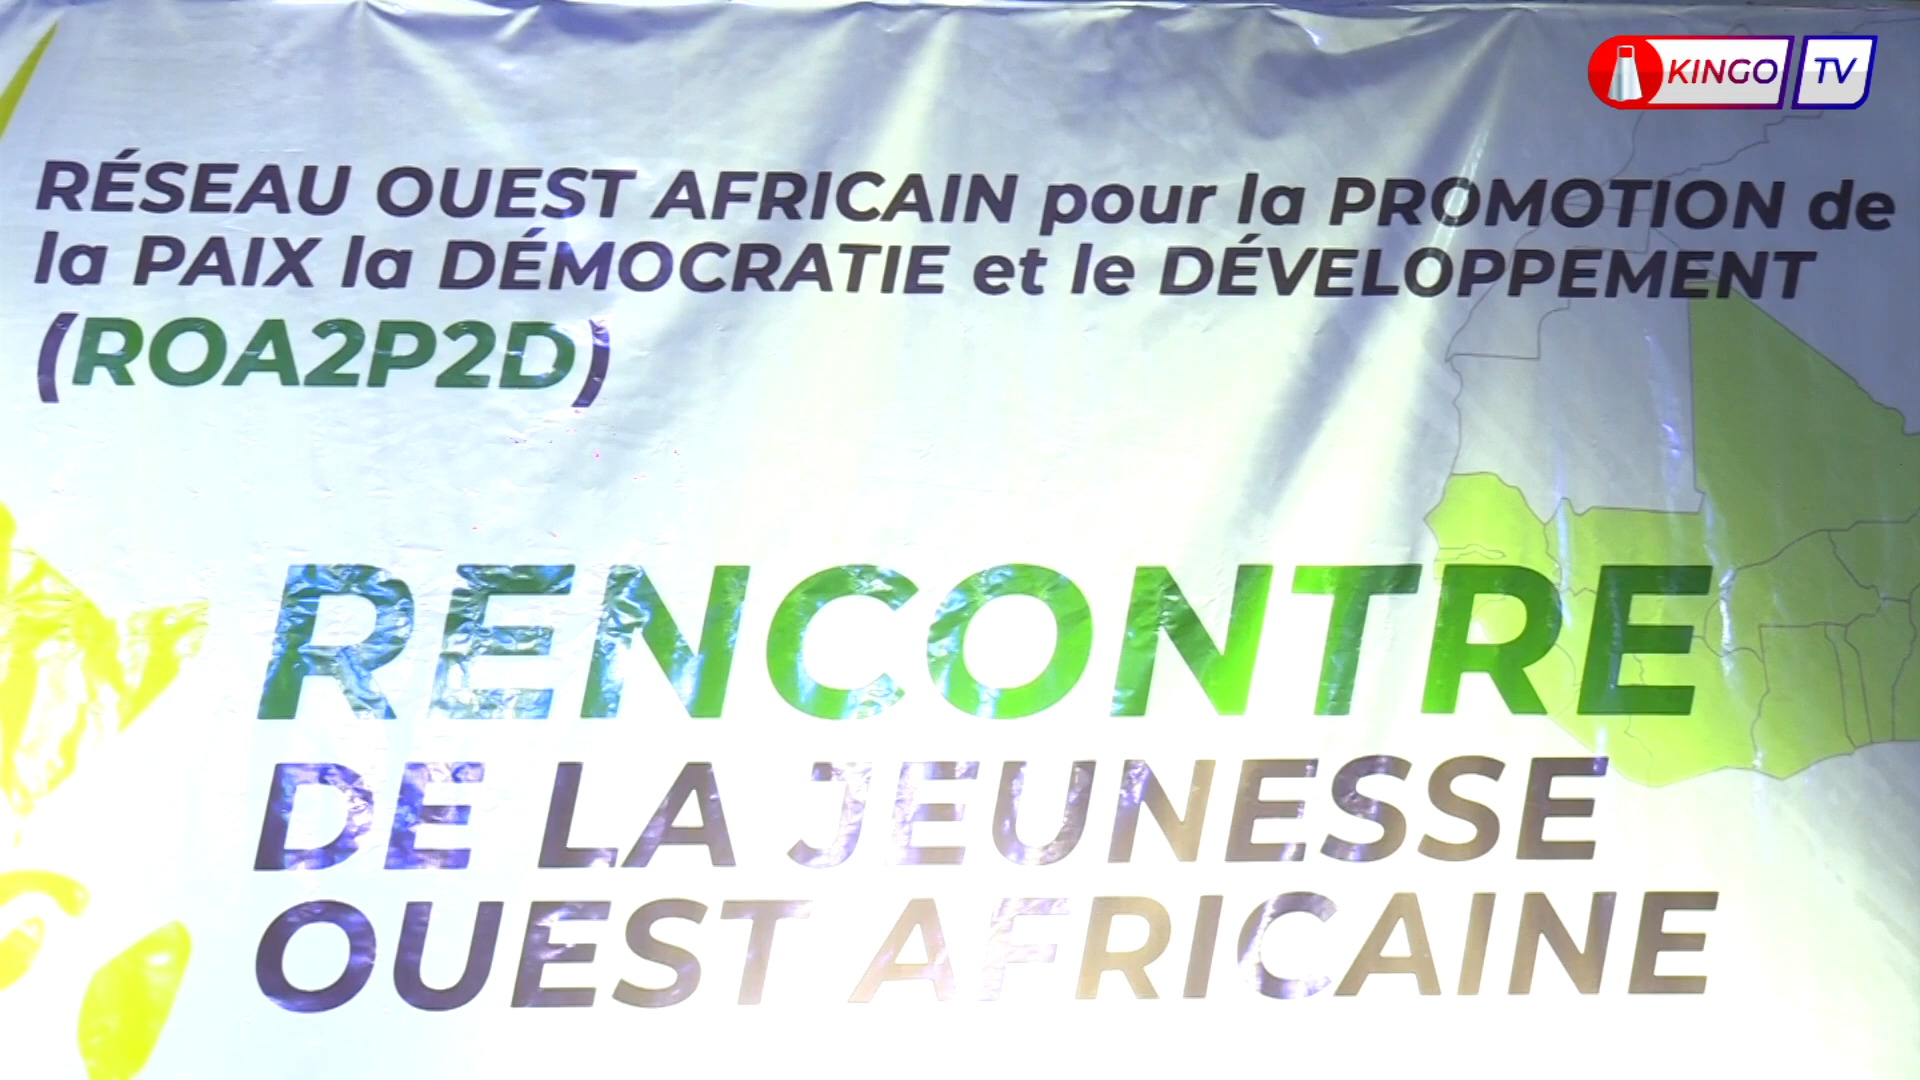 KINGO TV
RÉSEAU OUEST AFRICAIN pour la PROMOTION de
la PAIX la DÉMOCRATIE et le DÉVELOPPEMENT
(ROA2P2D)
RENCONTRE
DE LA JEUNESSE
OUEST AFRICAINE